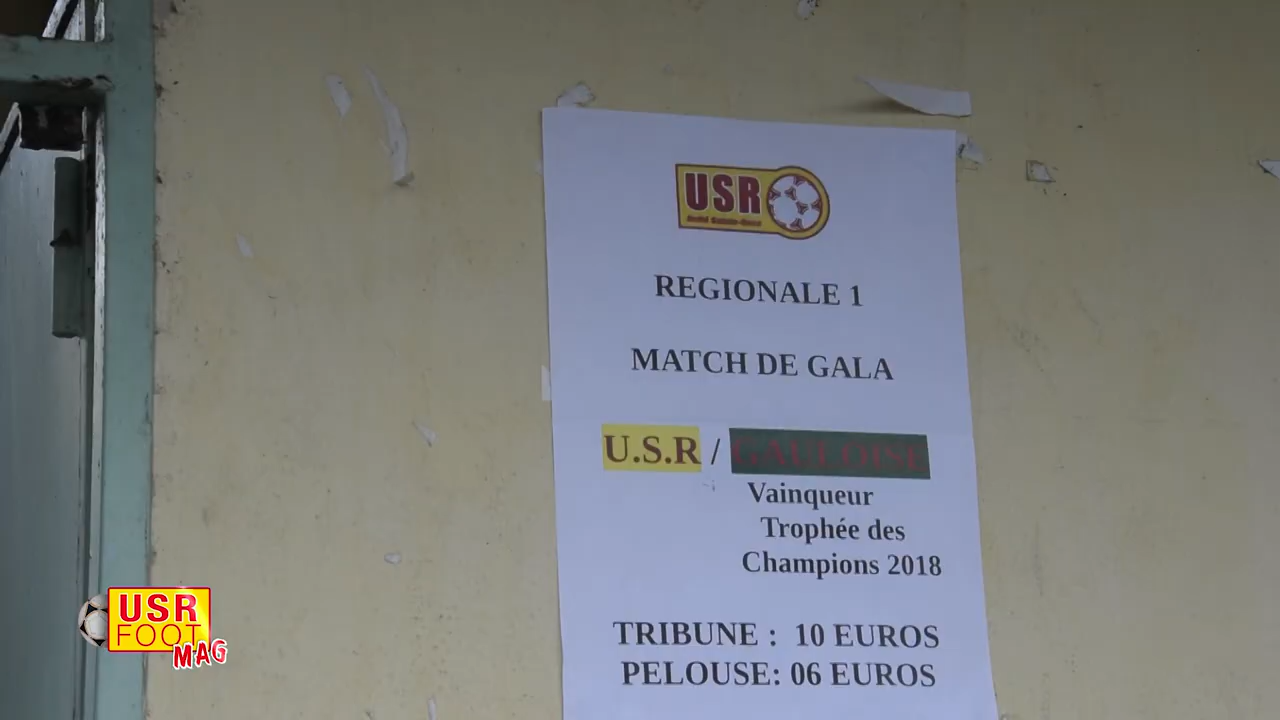 USR
REGIONALE 1
MATCH DE GALA
U.S.R / GAULOISE
Vainqueur
Trophée des
Champions 2018
TRIBUNE : 10 EUROS
PELOUSE: 06 EUROS
USR
FOOT
MAG